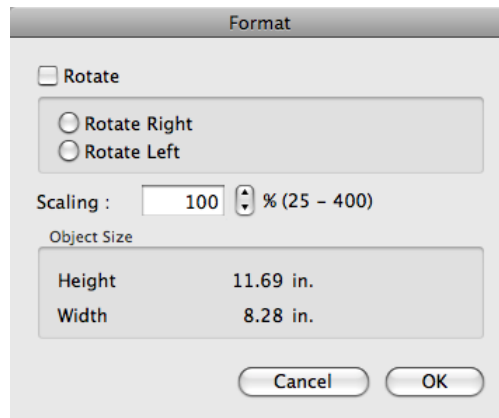 Format
Rotate
Rotate Right
Rotate Left
Scaling : 100 % (25 – 400)
Object Size
Height 11.69 in.
Width 8.28 in.
Cancel OK